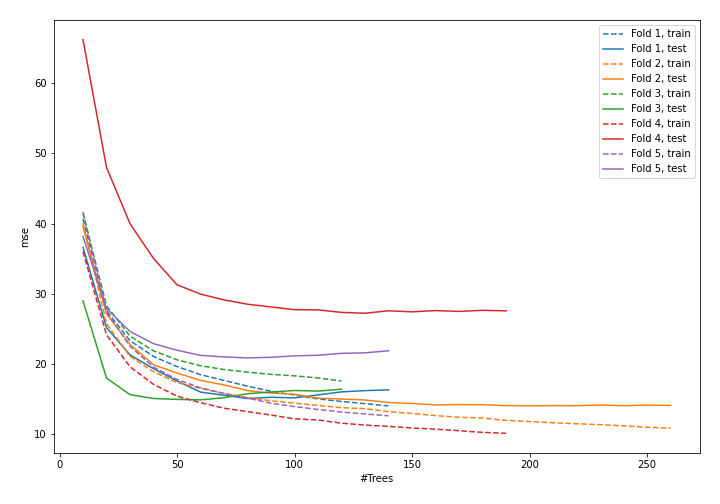 Fold 1, train
Fold 1, test
Fold 2, train
Fold 2, test
Fold 3, train
Fold 3, test
Fold 4, train
Fold 4, test
Fold 5, train
Fold 5, test
mse
60
50
40
30
20
10
0
50
100
150
200
250
#Trees